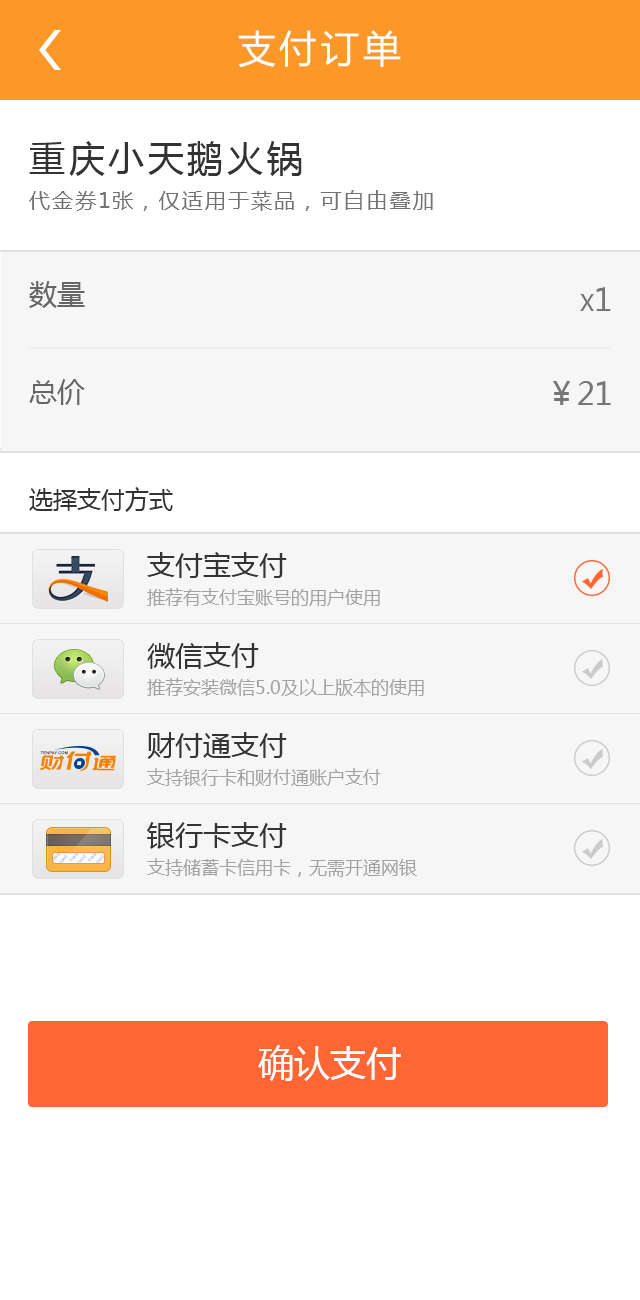 支付订单
重庆小天鹅火锅
代金券1张，仅适用于菜品，可自由叠加
数量
x1
总价
¥ 21
选择支付方式
支
支付宝支付
推荐有支付宝账号的用户使用
微信支付
推荐安装微信5.0及以上版本的使用
TENPAY.COM
财付通
财付通支付
支持银行卡和财付通账户支付
银行卡支付
支持储蓄卡信用卡，无需开通网银
确认支付